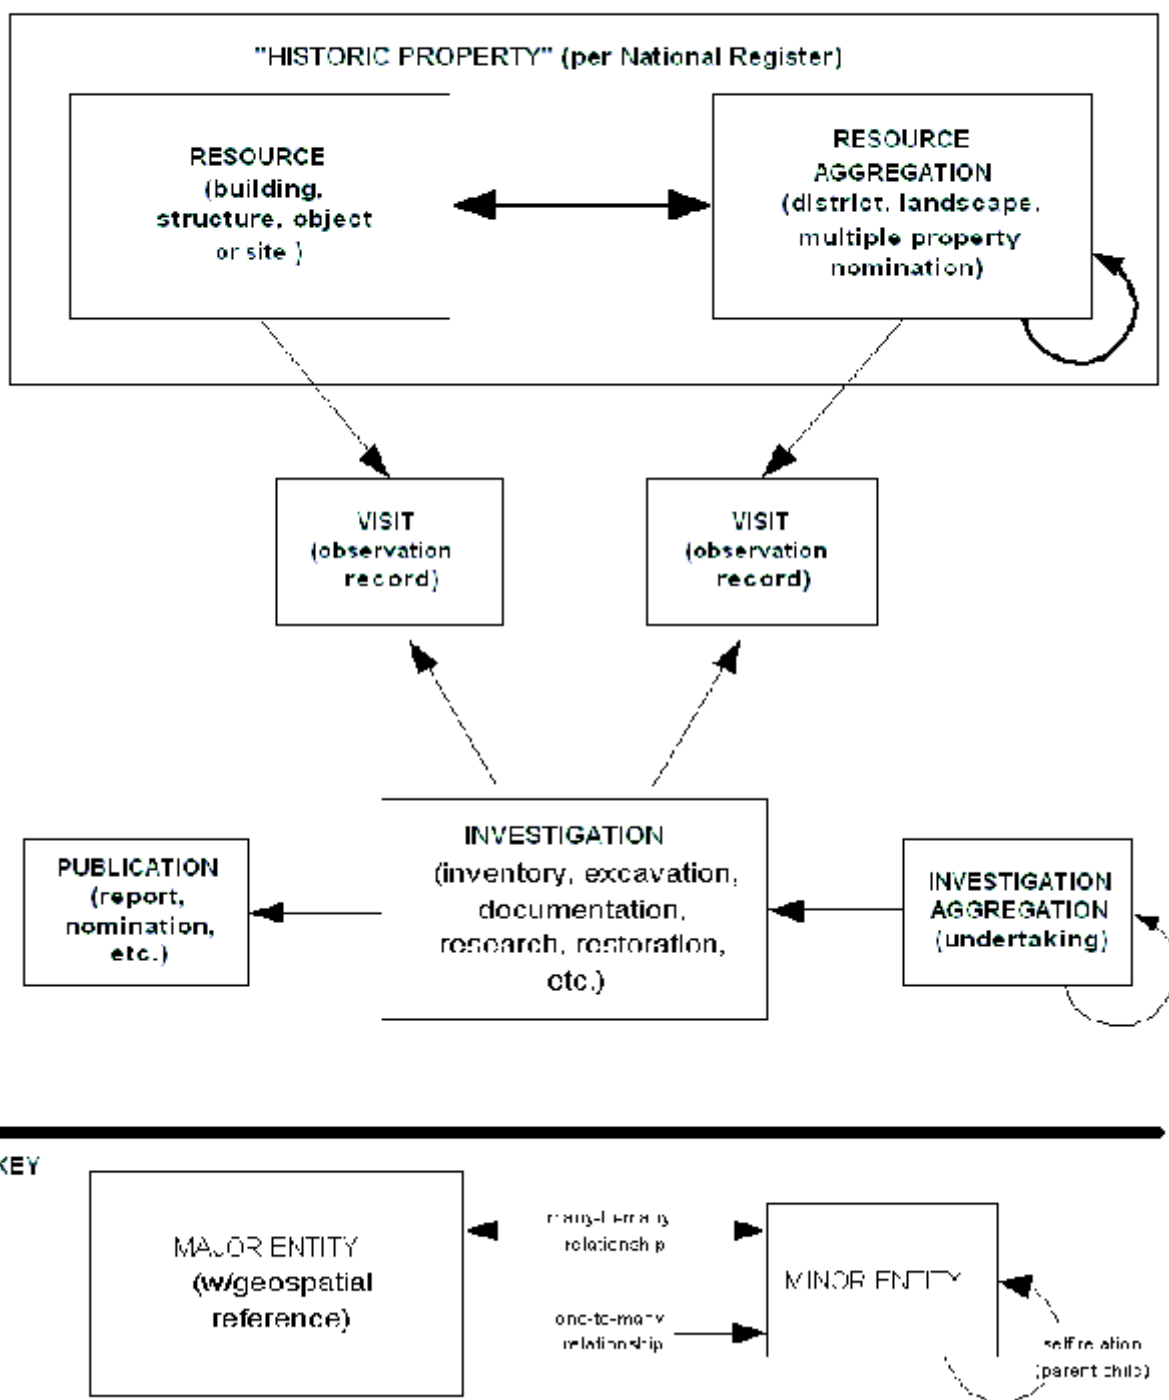 "HISTORIC PROPERTY" (per National Register)
RESOURCE
(building,
structure, object
or site )
RESOURCE
AGGREGATION
(district, landscape,
multiple property
nomination)
VISIT
(observation
record)
VISIT
(observation
record)
PUBLICATION
(report,
nomination,
etc.)
INVESTIGATION
(inventory, excavation,
documentation,
research, restoration,
etc.)
INVESTIGATION
AGGREGATION
(undertaking)
KEY
MAJOR ENTITY
(w/geospatial
reference)
relationship
one-to-many
relationship
MINOR ENTITY
self relation
(parent child)